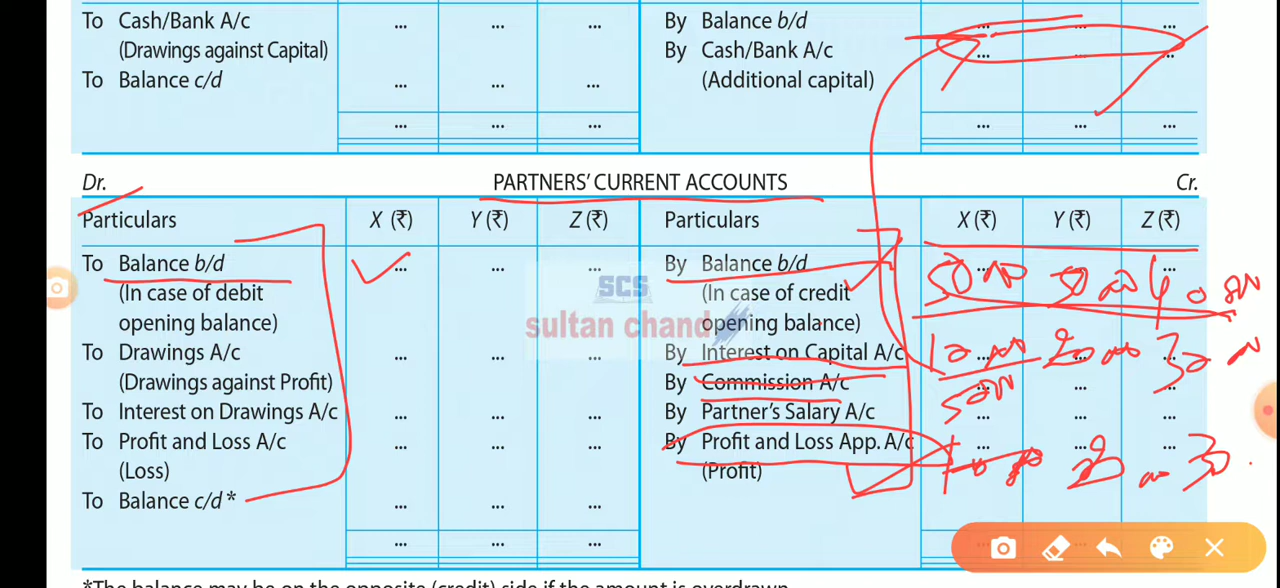 To Cash/Bank A/c ... ... ... By Balance b/d ... ... ...
(Drawings against Capital) By Cash/Bank A/c ... ... ...
To Balance c/d ... ... ... (Additional capital)
... ... ... ... ... ...
Dr. PARTNERS' CURRENT ACCOUNTS Cr.
Particulars X (₹) Y (₹) Z (₹) Particulars X (₹) Y (₹) Z (₹)
To Balance b/d ... ... ... By Balance b/d ... ...
(In case of debit (In case of credit
opening balance) opening balance)
To Drawings A/c ... ... ... By Interest on Capital A/c ...
(Drawings against Profit) By Commission A/c ... ... ...
To Interest on Drawings A/c ... ... ... By Partner's Salary A/c ... ... ...
To Profit and Loss A/c ... ... ... By Profit and Loss App. A/c ... ... ...
(Loss) (Profit)
To Balance c/d * ... ... ...
... ... ...
*The balance may be on the opposite (credit) side if the amount is overdrawn
SCS
sultan chand